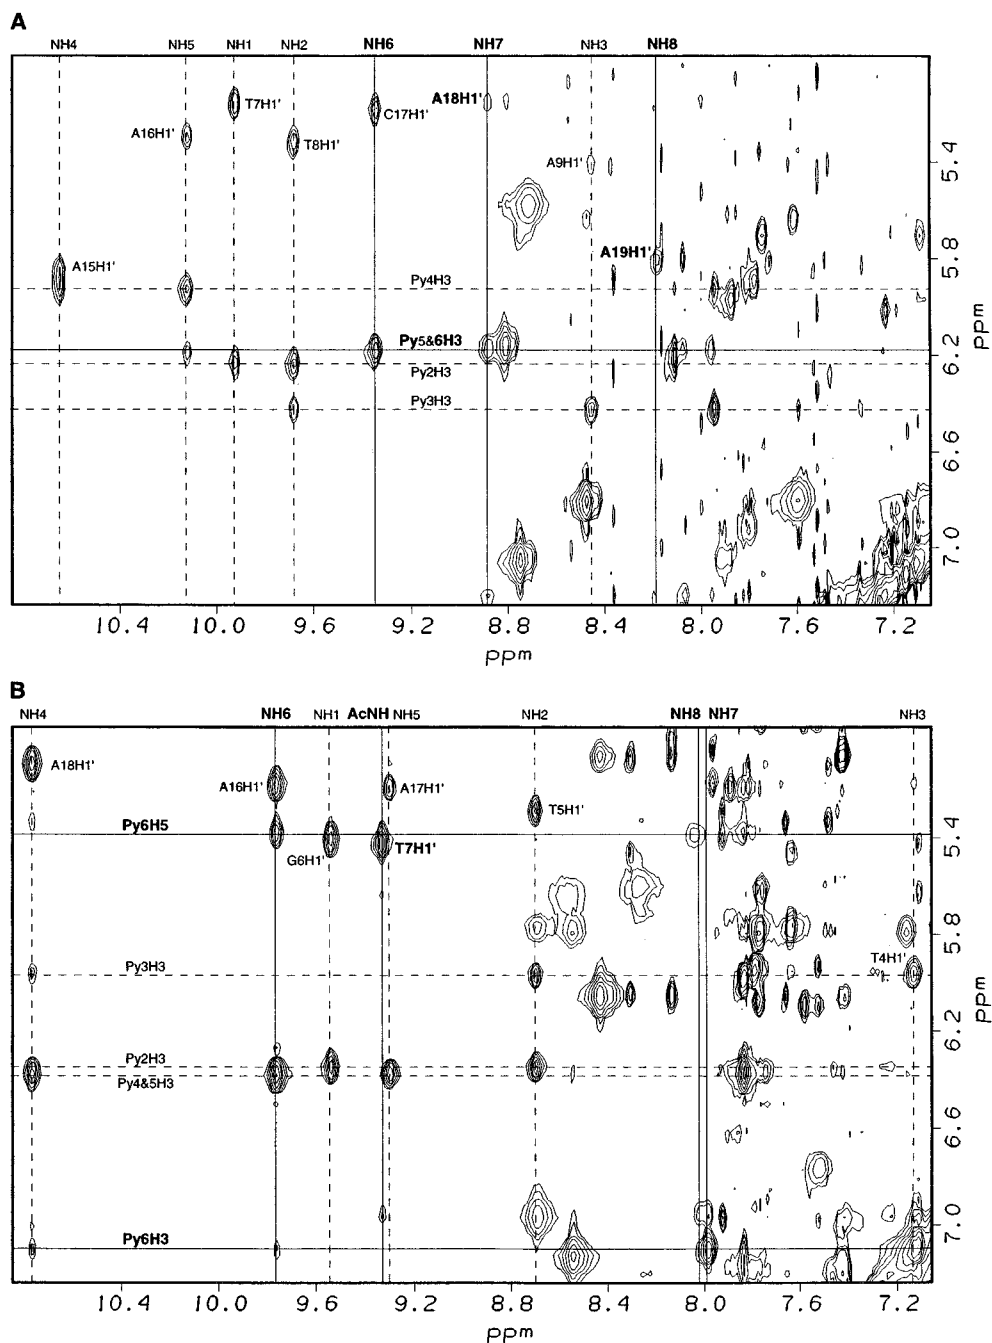 A
NH4 NH5 NH1 NH2 NH6 NH7 NH3 NH8
T7H1' A18H1'
C17H1'
A16H1' T8H1'
A9H1'
5.4
A19H1'
A15H1'
5.8
Py4H3
Py5&6H3
6.2
Py2H3
Py3H3
6.6
7.0
ppm
10.4 10.0 9.6 9.2 8.8 8.4 8.0 7.6 7.2
ppm
B
NH4 NH6 NH1 AcNH NH5 NH2 NH8 NH7 NH3
A18H1'
A16H1' A17H1'
T5H1'
Py6H5
5.4
T7H1'
G6H1'
5.8
T4H1'
Py3H3
6.2
Py2H3
Py4&5H3
6.6
7.0
Py6H3
ppm
10.4 10.0 9.6 9.2 8.8 8.4 8.0 7.6 7.2
ppm